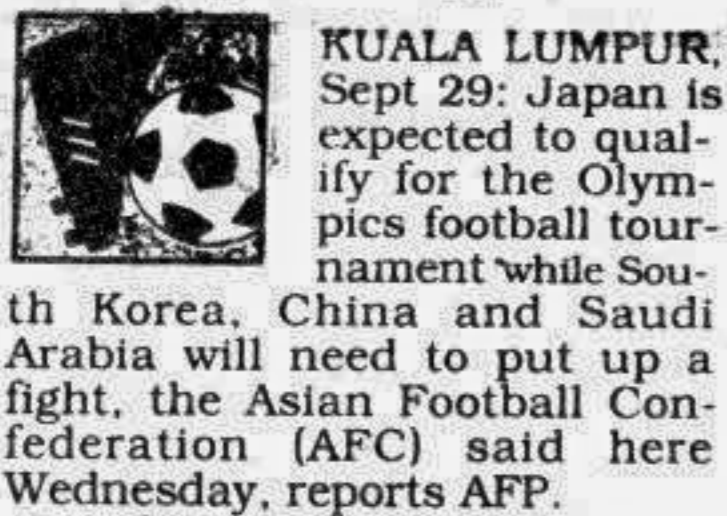 KUALA LUMPUR,
Sept 29: Japan is
expected to qual-
ify for the Olym-
pics football tour-
nament while Sou-
th Korea, China and Saudi
Arabia will need to put up a
fight, the Asian Football Con-
federation (AFC) said here
Wednesday, reports AFP.